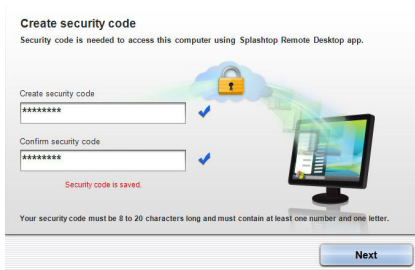 Create security code
Security code is needed to access this computer using Splashtop Remote Desktop app.
Create security code
********
Confirm security code
********
Security code is saved.
Your security code must be 8 to 20 characters long and must contain at least one number and one letter.
Next